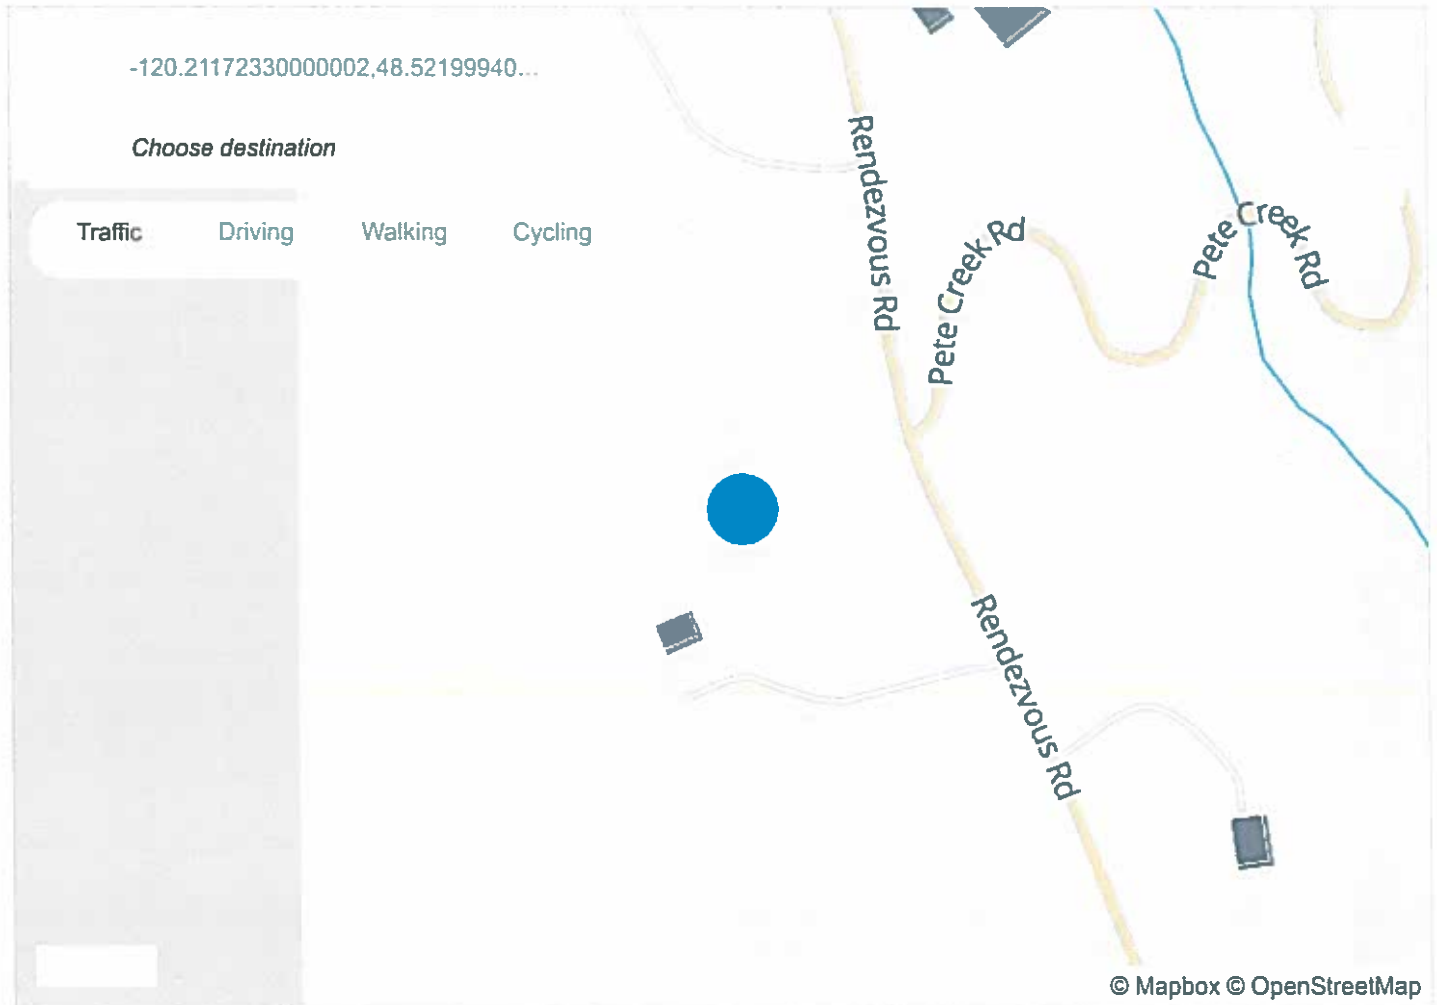 -120.21172330000002,48.52199940...
Choose destination
Traffic Driving Walking Cycling
Rendezvous Rd
Pete Creek Rd
Pete Creek Rd
Rendezvous Rd
© Mapbox © OpenStreetMap